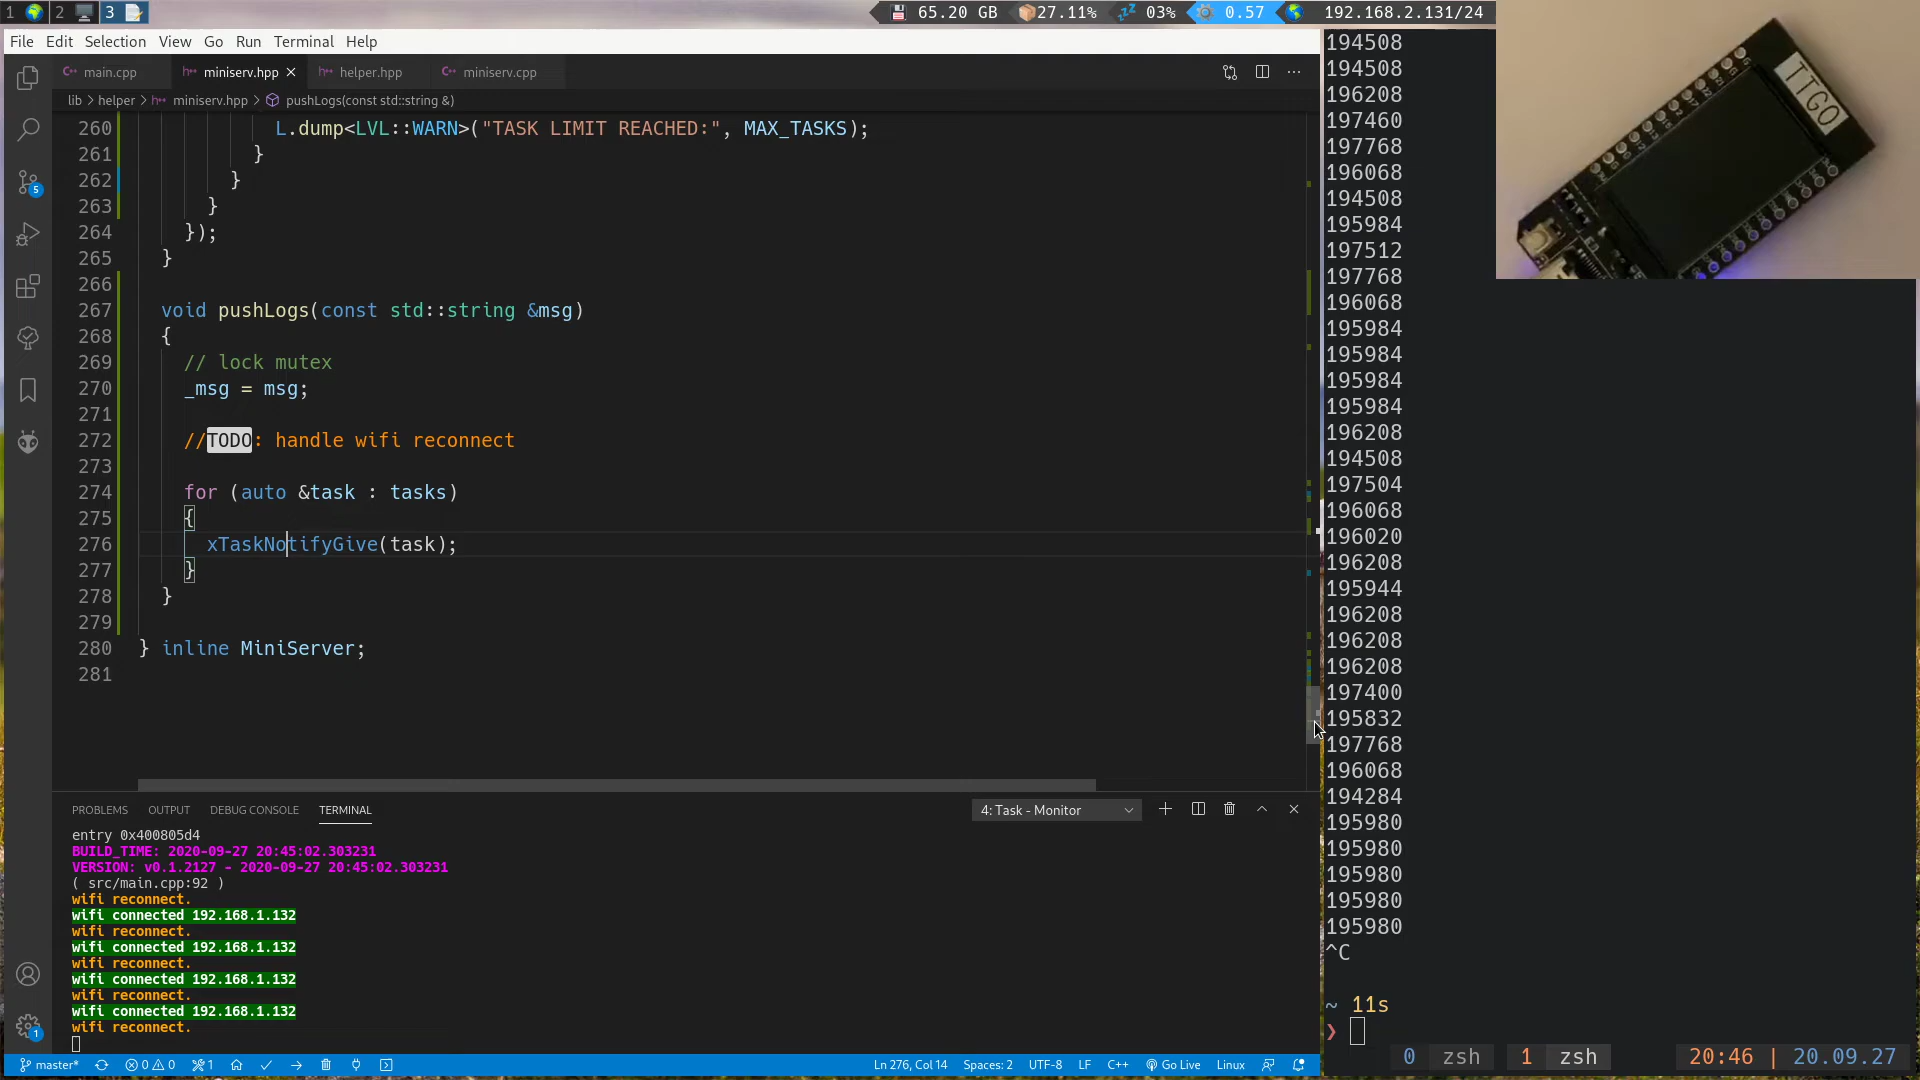 1 2 3 65.20 GB 27.11% 03% 0.57 192.168.2.131/24
File Edit Selection View Go Run Terminal Help
main.cpp miniserv.hpp helper.hpp miniserv.cpp
lib > helper > miniserv.hpp > pushLogs(const std::string &)
260 L.dump<LVL::WARN>("TASK LIMIT REACHED:", MAX_TASKS);
261 }
262 }
263 }
264 });
265 }
266
267 void pushLogs(const std::string &msg)
268 {
269 // lock mutex
270 _msg = msg;
271
272 //TODO: handle wifi reconnect
273
274 for (auto &task : tasks)
275 {
276 xTaskNotifyGive(task);
277 }
278 }
279
280 } inline MiniServer;
281
5
1
PROBLEMS OUTPUT DEBUG CONSOLE TERMINAL 4: Task - Monitor
entry 0x400805d4
BUILD_TIME: 2020-09-27 20:45:02.303231
VERSION: v0.1.2127 - 2020-09-27 20:45:02.303231
( src/main.cpp:92 )
wifi reconnect.
wifi connected 192.168.1.132
wifi reconnect.
wifi connected 192.168.1.132
wifi reconnect.
wifi connected 192.168.1.132
wifi reconnect.
wifi connected 192.168.1.132
wifi reconnect.
master* 0 0 1 Ln 276, Col 14 Spaces: 2 UTF-8 LF C++ Go Live Linux
194508
194508
196208
197460
197768
196068
194508
195984
197512
197768
196068
195984
195984
195984
195984
196208
194508
197504
196068
196020
196208
195944
196208
196208
196208
197400
195832
197768
196068
194284
195980
195980
195980
195980
195980
^C
~ 11s
❯
0 zsh 1 zsh 20:46 | 20.09.27
TTGO